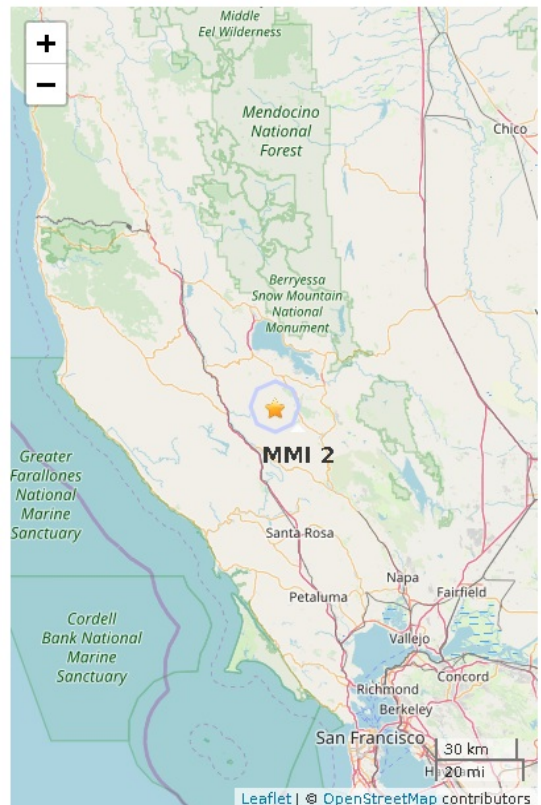 Middle
Eel Wilderness
+
−
Mendocino
National
Forest
Chico
Berryessa
Snow Mountain
National
Monument
MMI 2
Greater
Farallones
National
Marine
Sanctuary
Santa Rosa
Napa
Petaluma
Fairfield
Cordell
Bank National
Marine
Sanctuary
Vallejo
Concord
Richmond
Berkeley
San Francisco
30 km
20 mi
Leaflet | © OpenStreetMap contributors